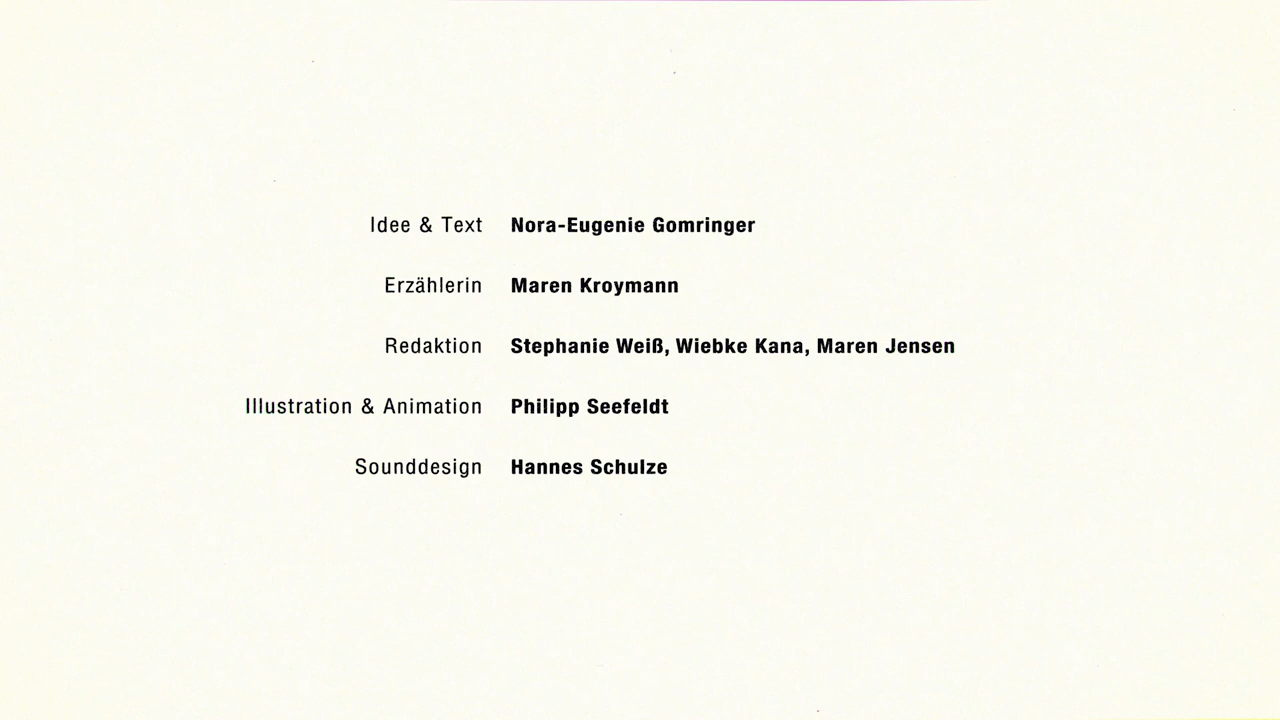 Idee & Text Nora-Eugenie Gomringer
Erzählerin Maren Kroymann
Redaktion Stephanie Weiß, Wiebke Kana, Maren Jensen
Illustration & Animation Philipp Seefeldt
Sounddesign Hannes Schulze